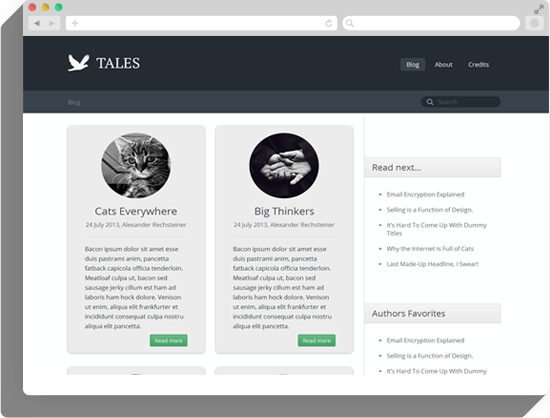 TALES
Blog
About
Credits
Blog
Search
Cats Everywhere
24 July 2013, Alexander Rechsteiner
Bacon ipsum dolor sit amet esse
duis pastrami anim, pancetta
fatback capicola officia tenderloin.
Meatloaf culpa ut, bacon sed
sausage jerky cillum est ham ad
laboris ham hock dolore. Venison
ut enim, aliqua elit frankfurter et
incididunt consequat culpa nostru
aliqua elit pancetta.
Read more
Big Thinkers
24 July 2013, Alexander Rechsteiner
Bacon ipsum dolor sit amet esse
duis pastrami anim, pancetta
fatback capicola officia tenderloin.
Meatloaf culpa ut, bacon sed
sausage jerky cillum est ham ad
laboris ham hock dolore. Venison
ut enim, aliqua elit frankfurter et
incididunt consequat culpa nostru
aliqua elit pancetta.
Read more
Read next...
Email Encryption Explained
Selling is a Function of Design.
It's Hard To Come Up With Dummy
Titles
Why the Internet is Full of Cats
Last Made-Up Headline, I Swear!
Authors Favorites
Email Encryption Explained
Selling is a Function of Design.
It's Hard To Come Up With Dummy